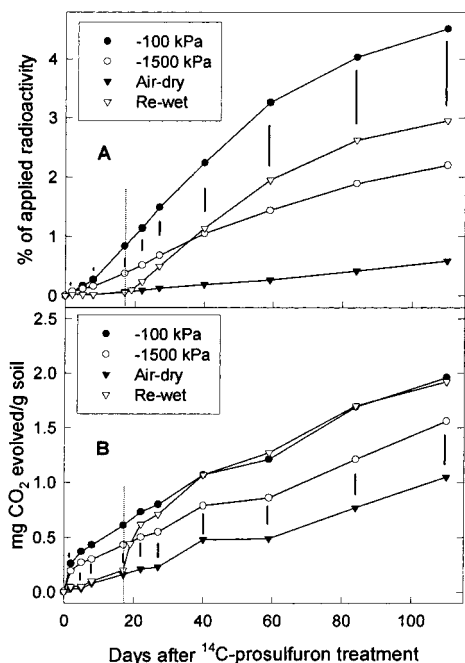 % of applied radioactivity
4
3
2
1
0
-100 kPa
-1500 kPa
Air-dry
Re-wet
A
mg CO₂ evolved/g soil
2.5
2.0
1.5
1.0
0.5
0.0
-100 kPa
-1500 kPa
Air-dry
Re-wet
B
0 20 40 60 80 100
Days after ¹⁴C-prosulfuron treatment